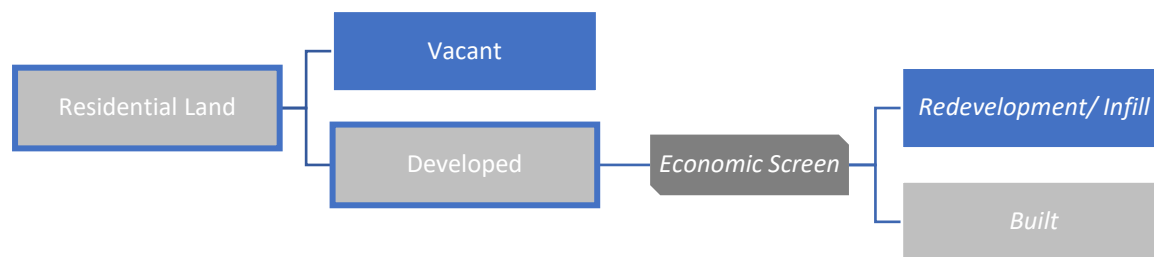 Vacant
Residential Land
Developed
Economic Screen
Redevelopment/ Infill
Built